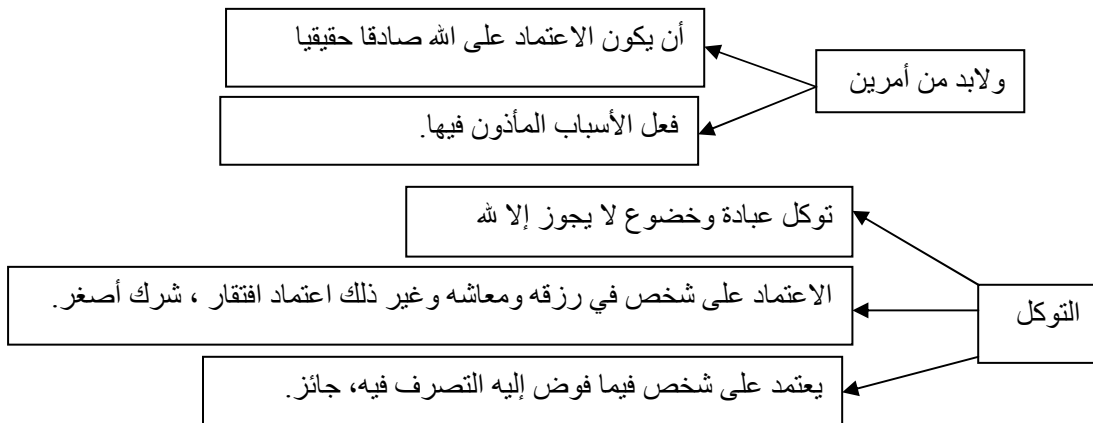 ولابد من أمرين
أن يكون الاعتماد على الله صادقا حقيقيا
فعل الأسباب المأذون فيها.
التوكل
توكل عبادة وخضوع لا يجوز إلا لله
الاعتماد على شخص في رزقه ومعاشه وغير ذلك اعتماد افتقار ، شرك أصغر.
يعتمد على شخص فيما فوض إليه التصرف فيه، جائز.